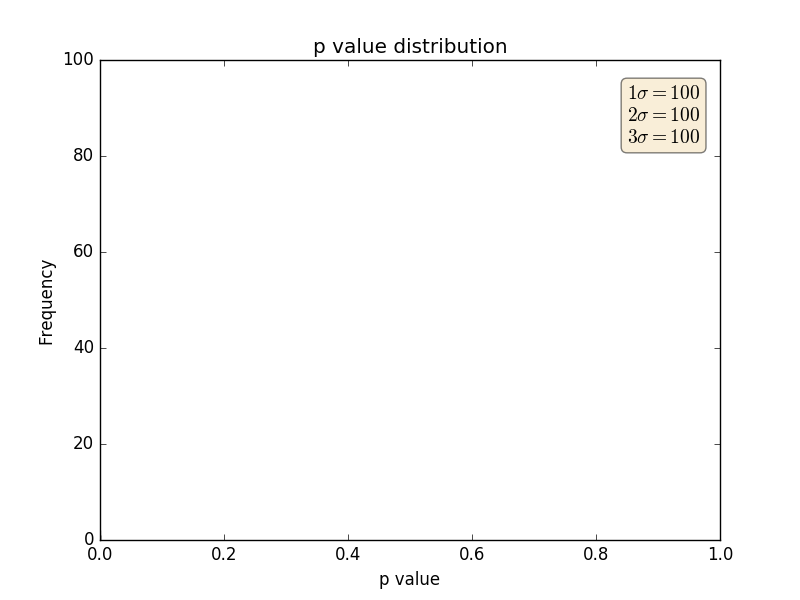 p value distribution
100
1σ = 100
2σ = 100
3σ = 100
80
60
Frequency
40
20
0
0.0 0.2 0.4 0.6 0.8 1.0
p value